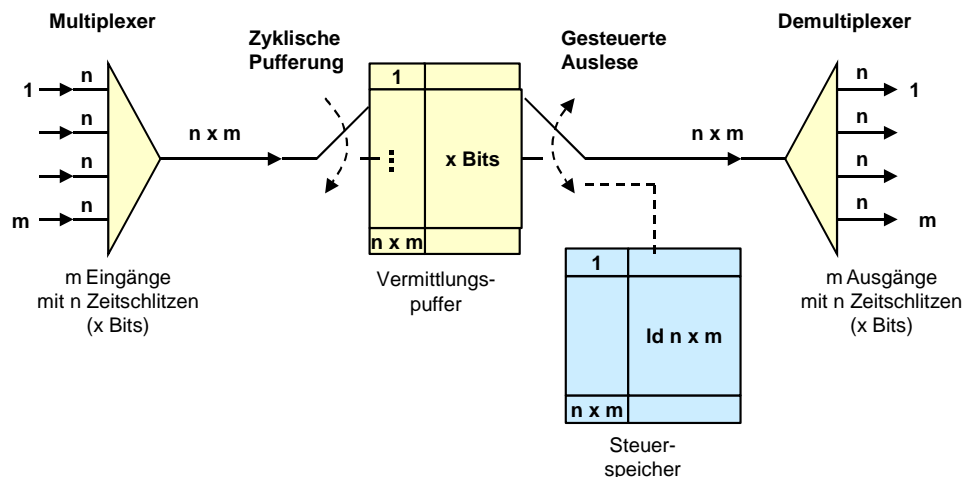 Multiplexer
Demultiplexer
Zyklische
Pufferung
Gesteuerte
Auslese
n
1
n
n
n
m
n x m
1
x Bits
n x m
n x m
n
1
n
n
n
m
m Eingänge
mit n Zeitschlitzen
(x Bits)
Vermittlungs-
puffer
1
ld n x m
n x m
Steuer-
speicher
m Ausgänge
mit n Zeitschlitzen
(x Bits)